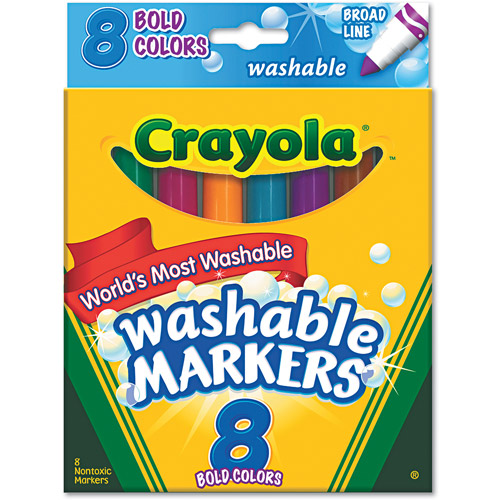 8 BOLD COLORS
BROAD LINE
washable
Crayola®
™
World's Most Washable
washable
MARKERS
8
BOLD COLORS
8
Nontoxic
Markers
®